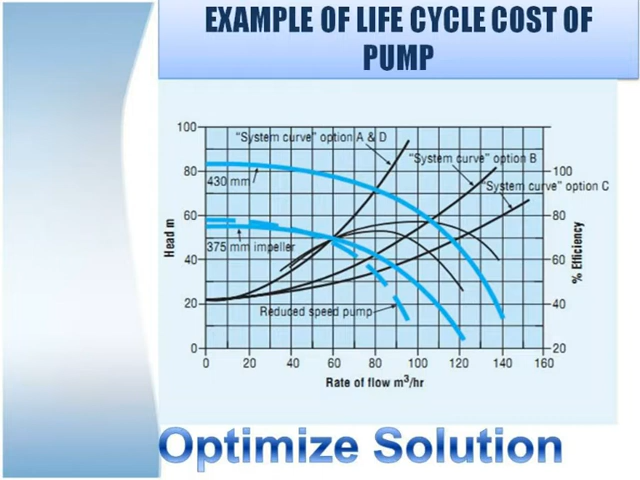 EXAMPLE OF LIFE CYCLE COST OF
PUMP
100
"System curve" option A & D
"System curve" option B
80
430 mm
100
"System curve" option C
60
80
375 mm impeller
40
60
20
Reduced speed pump
40
0
20
Head m
% Efficiency
0 20 40 60 80 100 120 140 160
Rate of flow m³/hr
Optimize Solution